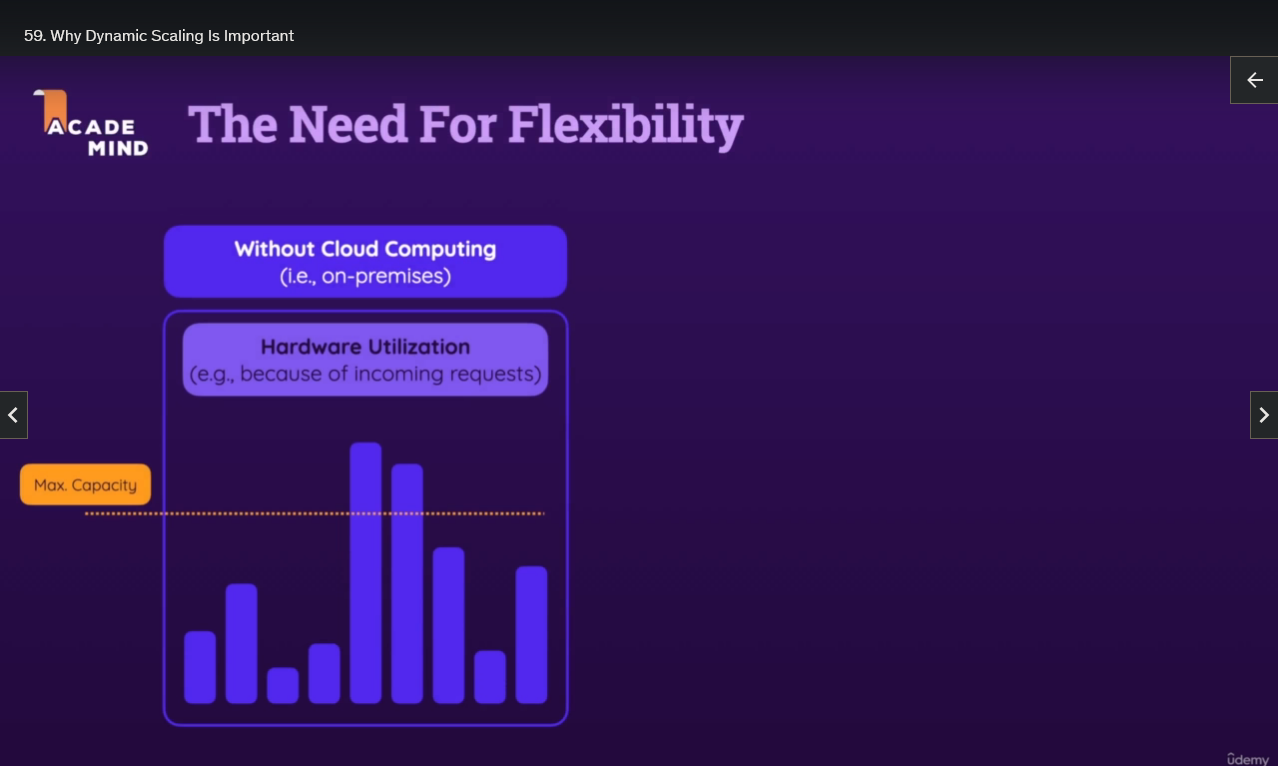 59. Why Dynamic Scaling Is Important
ACADE
MIND
The Need For Flexibility
Without Cloud Computing
(i.e., on-premises)
Hardware Utilization
(e.g., because of incoming requests)
Max. Capacity
ûdemy